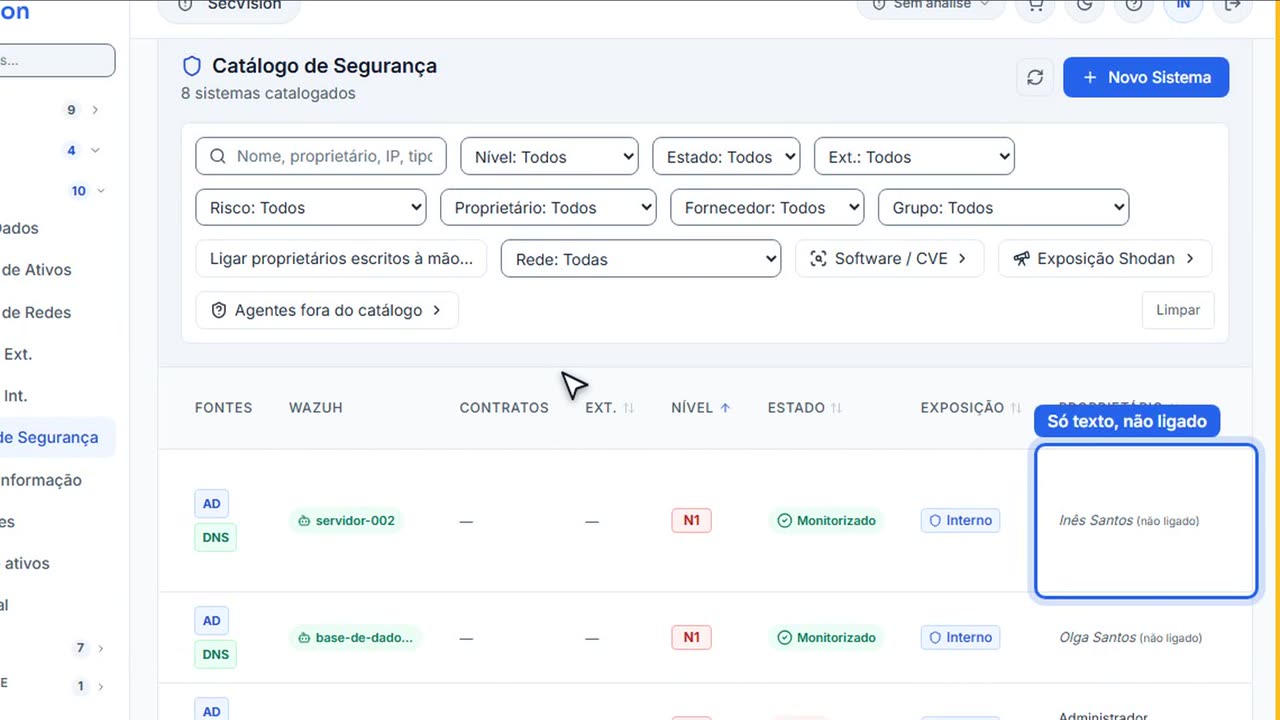 on
SecVision
Sem análise
IN
s...
Catálogo de Segurança
8 sistemas catalogados
Novo Sistema
9
4
10
Dados
de Ativos
de Redes
Ext.
Int.
de Segurança
nformação
es
ativos
al
7
E
1
Nome, proprietário, IP, tipo
Nível: Todos
Estado: Todos
Ext.: Todos
Risco: Todos
Proprietário: Todos
Fornecedor: Todos
Grupo: Todos
Ligar proprietários escritos à mão...
Rede: Todas
Software / CVE
Exposição Shodan
Agentes fora do catálogo
Limpar
FONTES WAZUH CONTRATOS EXT. NÍVEL ESTADO EXPOSIÇÃO PROPRIETÁRIO
Só texto, não ligado
AD
DNS
servidor-002 — — N1 Monitorizado Interno Inês Santos (não ligado)
AD
DNS
base-de-dado... — — N1 Monitorizado Interno Olga Santos (não ligado)
AD
Administrador